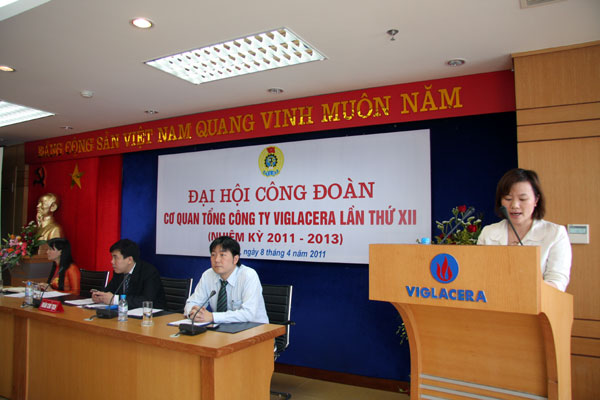 ĐẢNG CỘNG SẢN VIỆT NAM QUANG VINH MUÔN NĂM
ĐẠI HỘI CÔNG ĐOÀN
CƠ QUAN TỔNG CÔNG TY VIGLACERA LẦN THỨ XII
(NHIỆM KỲ 2011 - 2013)
, ngày 8 tháng 4 năm 2011
VIGLACERA